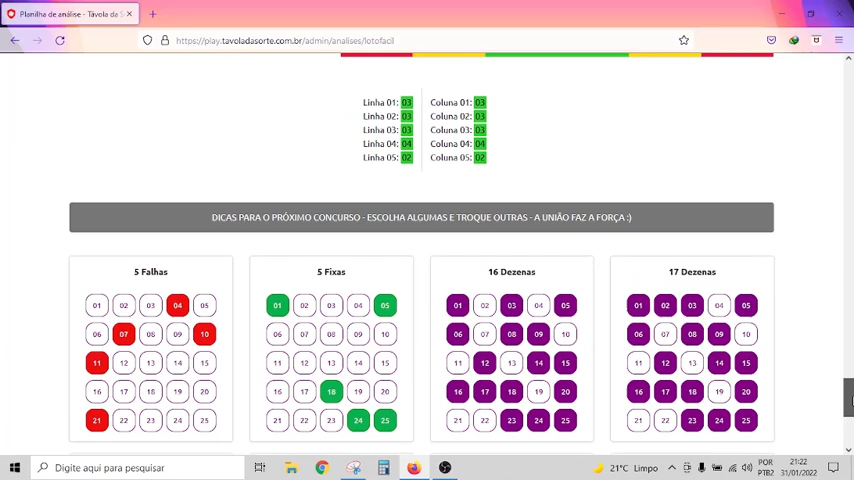 Planilha de análise - Távola da S
https://play.tavoladasorte.com.br/admin/analises/lotofacil
Linha 01: 03
Linha 02: 03
Linha 03: 03
Linha 04: 04
Linha 05: 02
Coluna 01: 03
Coluna 02: 03
Coluna 03: 03
Coluna 04: 04
Coluna 05: 02
DICAS PARA O PRÓXIMO CONCURSO - ESCOLHA ALGUMAS E TROQUE OUTRAS - A UNIÃO FAZ A FORÇA :)
5 Falhas
01 02 03 04 05
06 07 08 09 10
11 12 13 14 15
16 17 18 19 20
21 22 23 24 25
5 Fixas
01 02 03 04 05
06 07 08 09 10
11 12 13 14 15
16 17 18 19 20
21 22 23 24 25
16 Dezenas
01 02 03 04 05
06 07 08 09 10
11 12 13 14 15
16 17 18 19 20
21 22 23 24 25
17 Dezenas
01 02 03 04 05
06 07 08 09 10
11 12 13 14 15
16 17 18 19 20
21 22 23 24 25
Digite aqui para pesquisar
21°C Limpo
POR
PTB2
21:22
31/01/2022